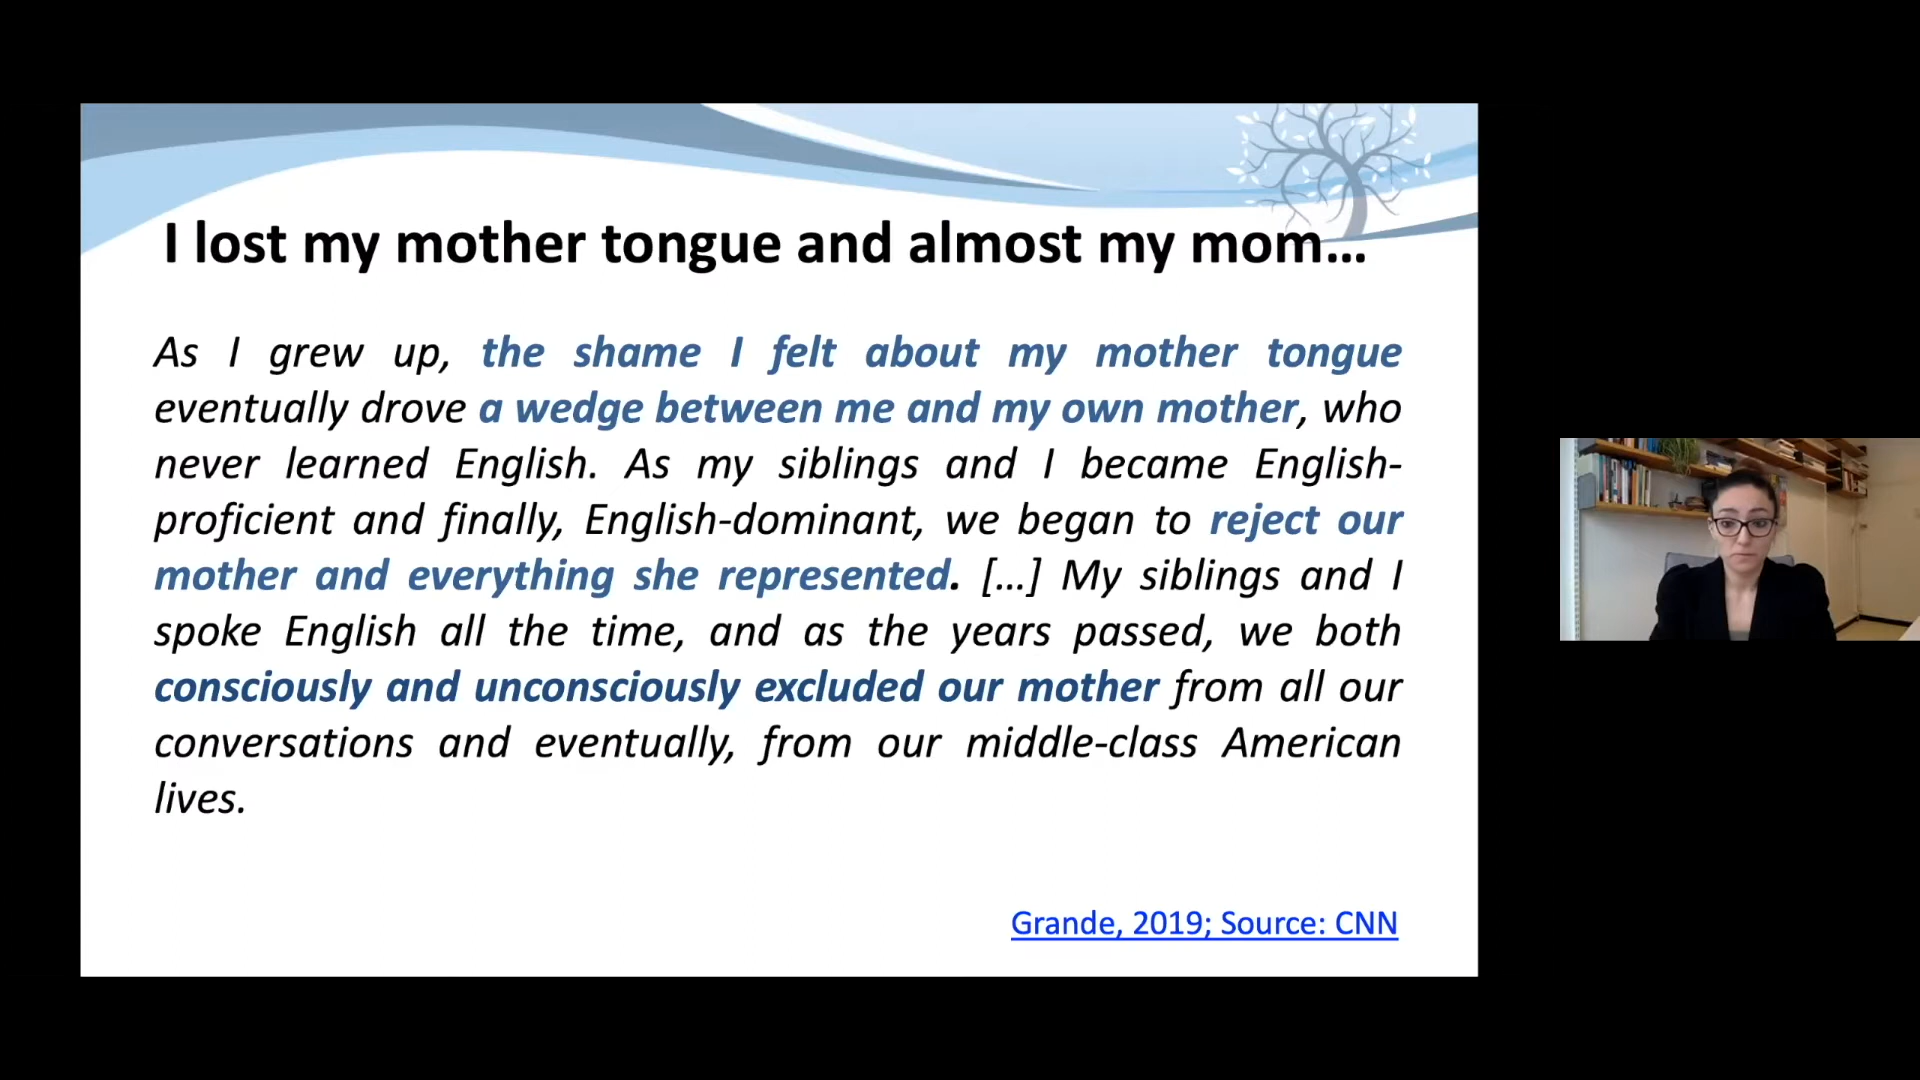 I lost my mother tongue and almost my mom…
As I grew up, the shame I felt about my mother tongue
eventually drove a wedge between me and my own mother, who
never learned English. As my siblings and I became English-
proficient and finally, English-dominant, we began to reject our
mother and everything she represented. […] My siblings and I
spoke English all the time, and as the years passed, we both
consciously and unconsciously excluded our mother from all our
conversations and eventually, from our middle-class American
lives.
Grande, 2019; Source: CNN